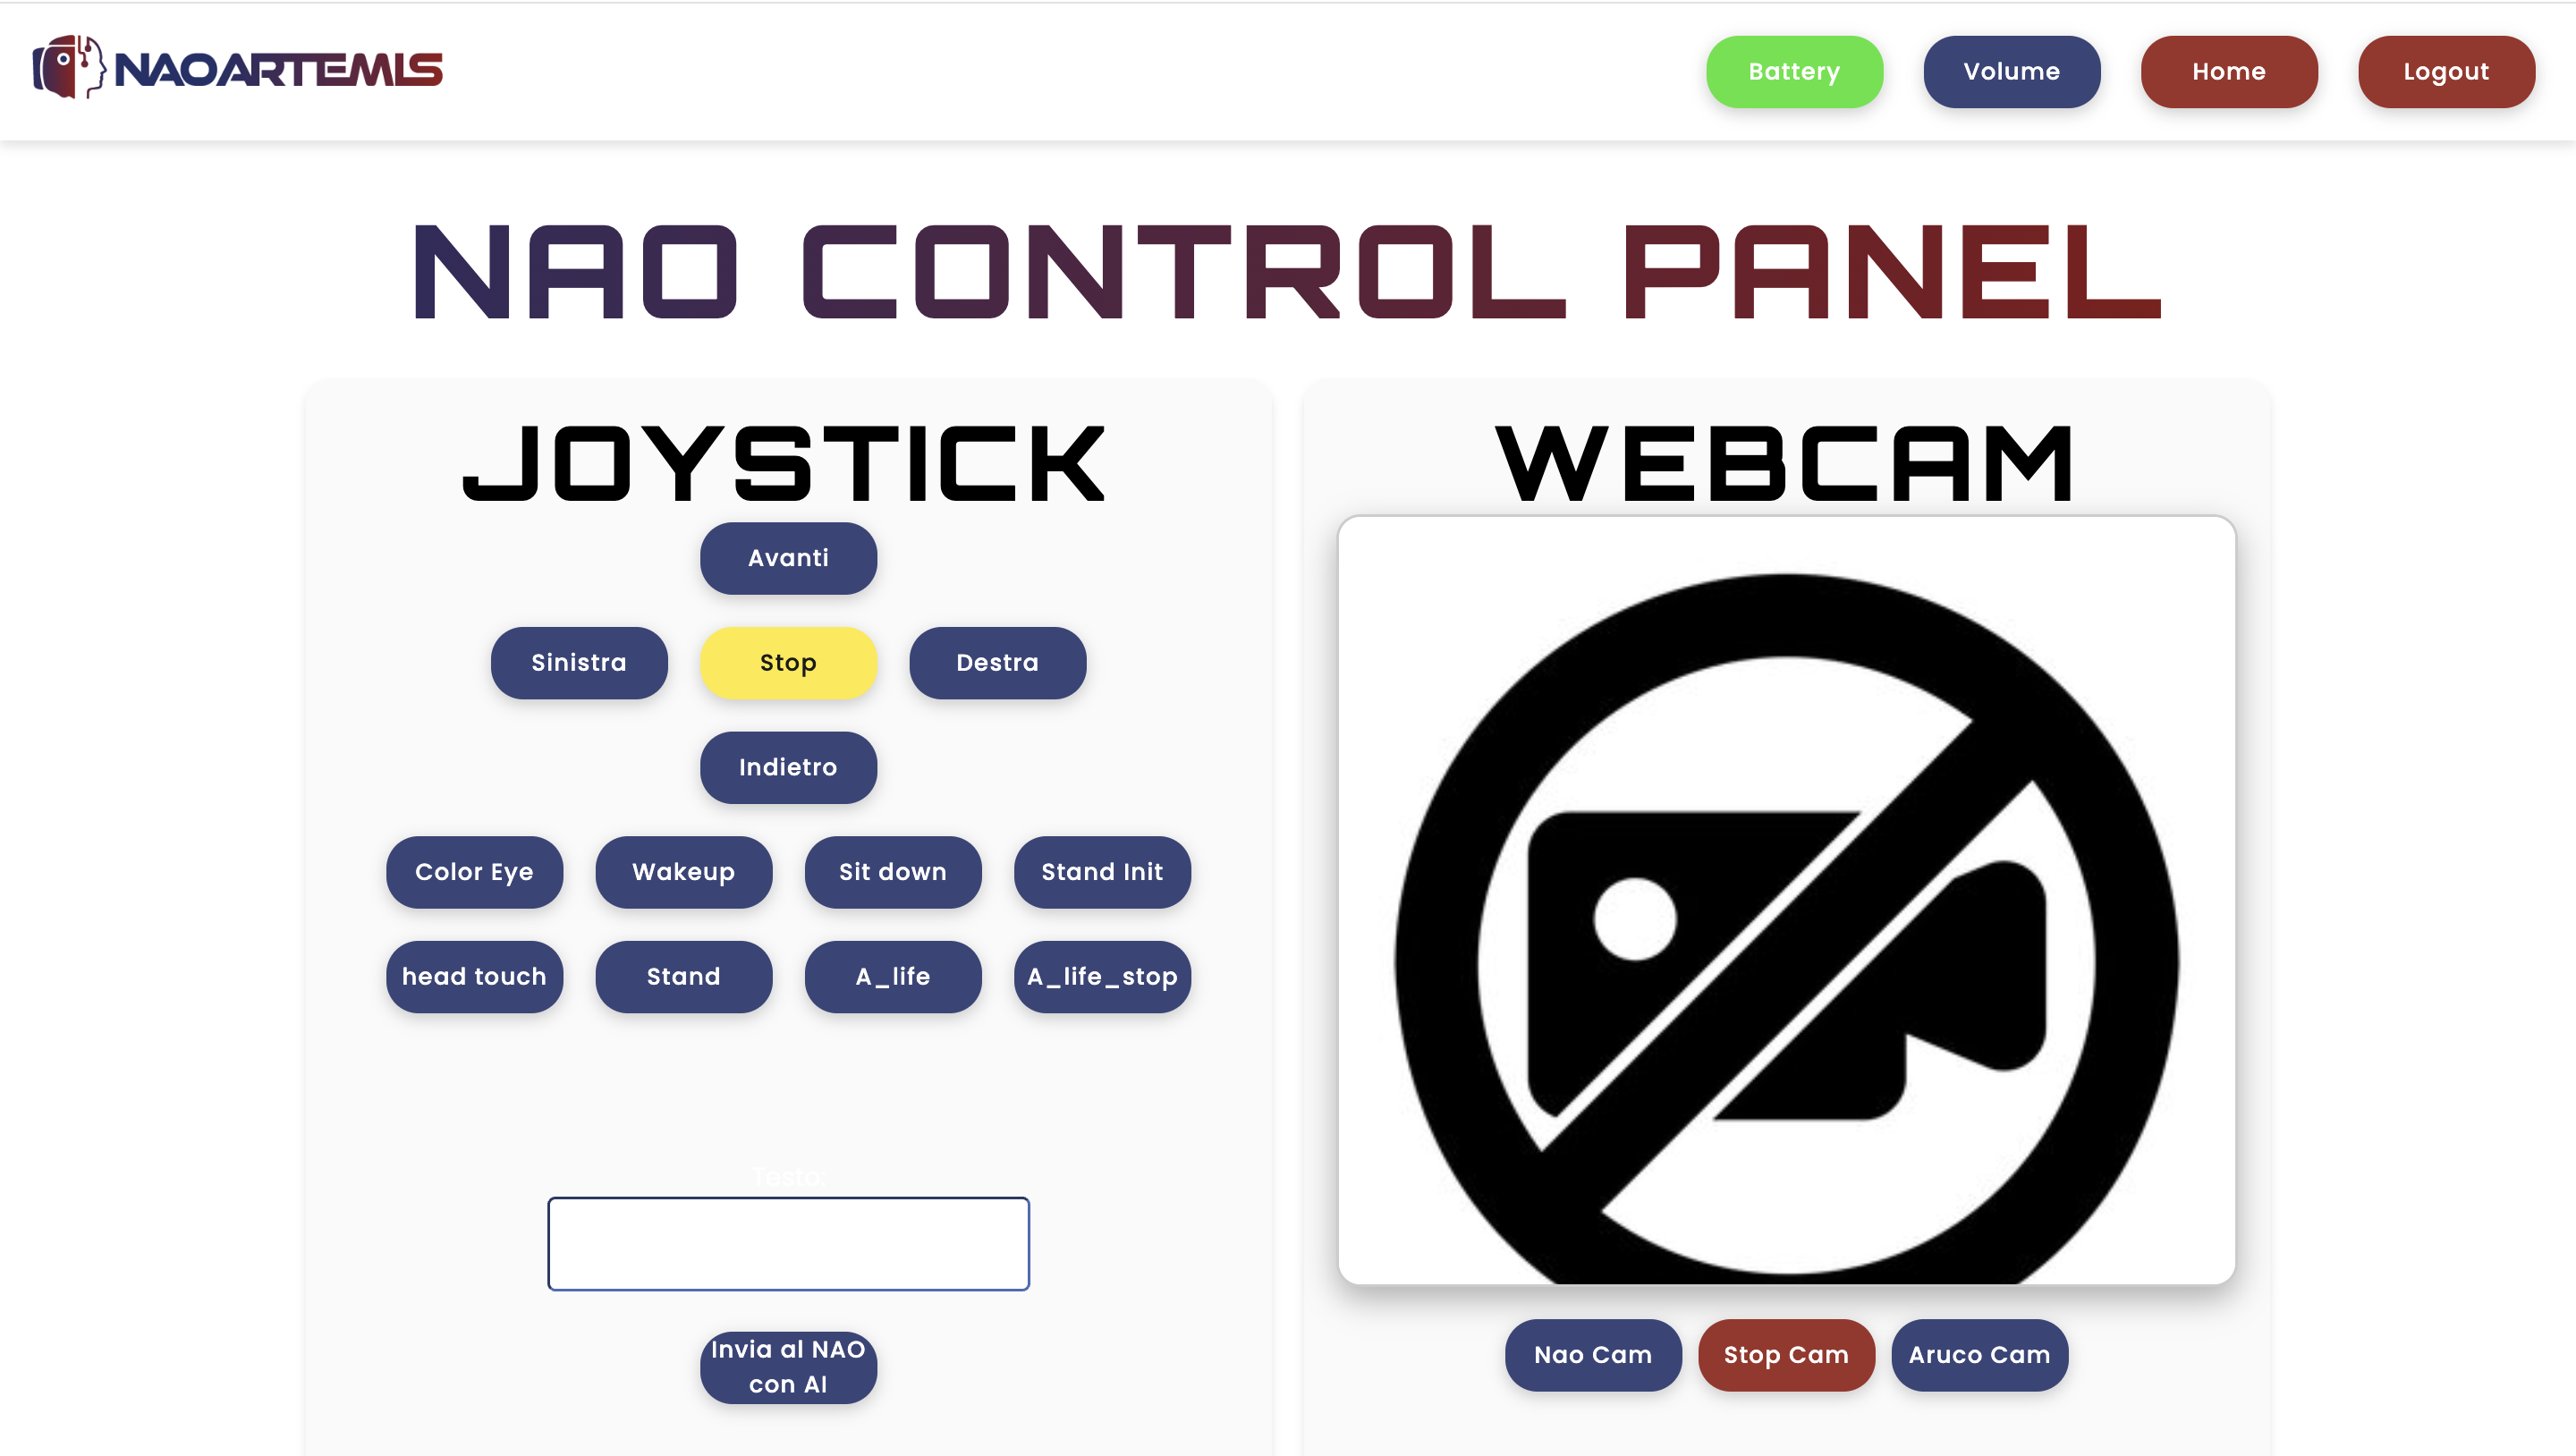 NAOARTEMIS
Battery
Volume
Home
Logout
NAO CONTROL PANEL
JOYSTICK
Avanti
Sinistra
Stop
Destra
Indietro
Color Eye
Wakeup
Sit down
Stand Init
head touch
Stand
A_life
A_life_stop
Testo:
Invia al NAO
con AI
WEBCAM
Nao Cam
Stop Cam
Aruco Cam